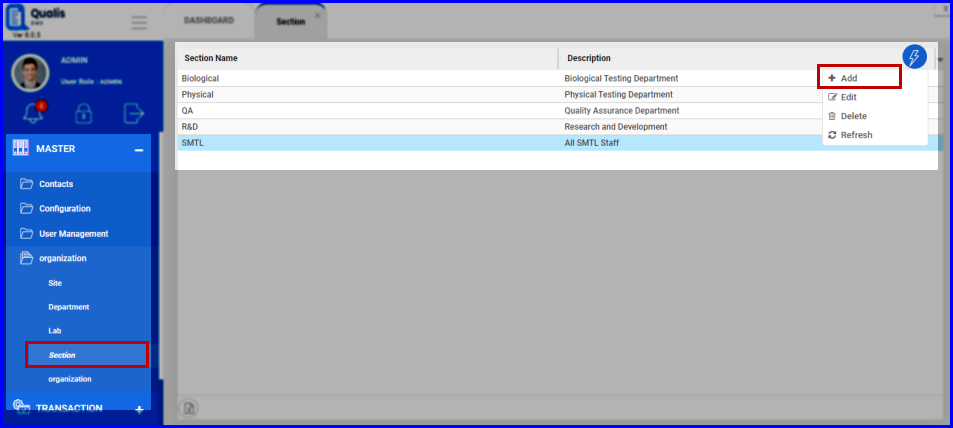 Qualis
DMS
Ver 8.0.3
DASHBOARD
Section
×
X
ADMIN
User Role : ADMIN
MASTER
Contacts
Configuration
User Management
organization
Site
Department
Lab
Section
organization
TRANSACTION
Section Name Description
Biological Biological Testing Department
Physical Physical Testing Department
QA Quality Assurance Department
R&D Research and Development
SMTL All SMTL Staff
Add
Edit
Delete
Refresh